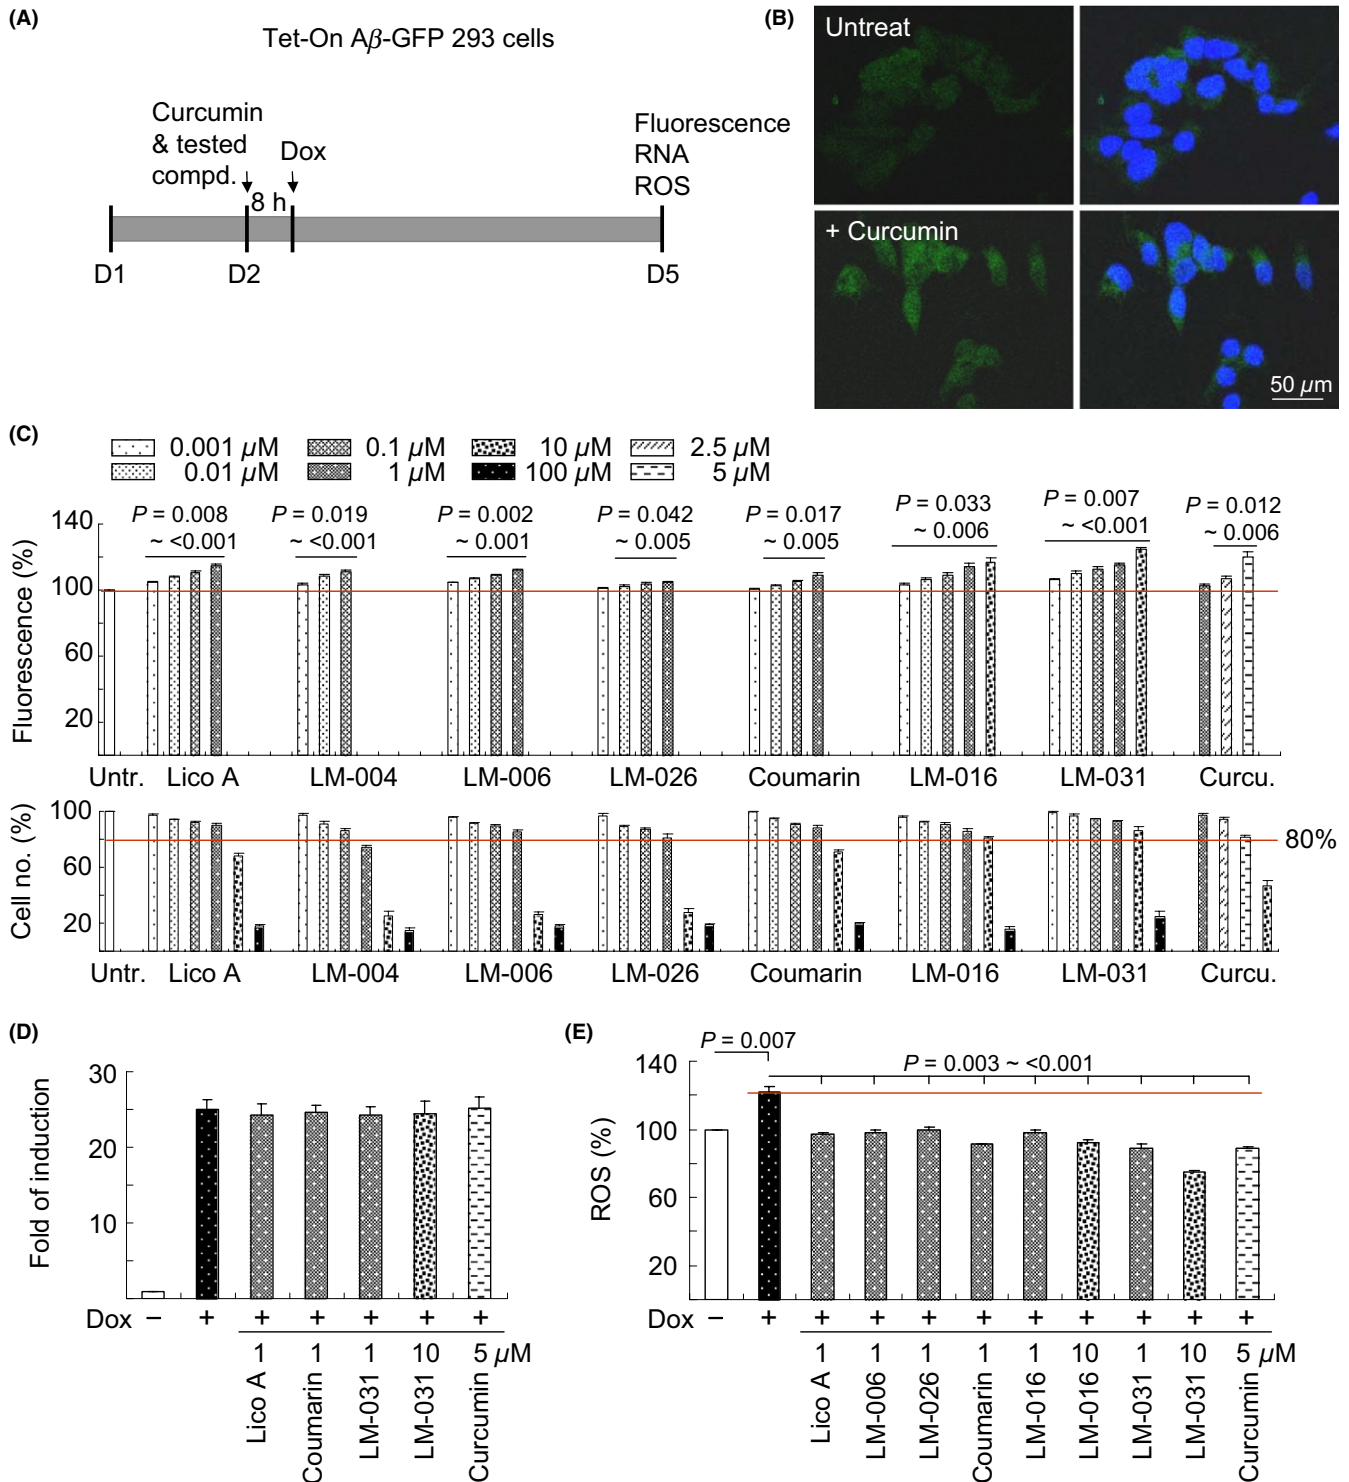 (A)
Tet-On Aβ-GFP 293 cells
Curcumin
& tested
compd.
Dox
8 h
Fluorescence
RNA
ROS
D1
D2
D5
(B)
Untreat
+ Curcumin
50 µm
(C)
0.001 µM
0.1 µM
10 µM
2.5 µM
0.01 µM
1 µM
100 µM
5 µM
Fluorescence (%)
140
100
60
20
P = 0.008
~ <0.001
P = 0.019
~ <0.001
P = 0.002
~ 0.001
P = 0.042
~ 0.005
P = 0.017
~ 0.005
P = 0.033
~ 0.006
P = 0.007
~ <0.001
P = 0.012
~ 0.006
Untr. Lico A LM-004 LM-006 LM-026 Coumarin LM-016 LM-031 Curcu.
Cell no. (%)
100
60
20
80%
Untr. Lico A LM-004 LM-006 LM-026 Coumarin LM-016 LM-031 Curcu.
(D)
Fold of induction
30
20
10
Dox − + + + + + +
1 1 1 10 5 µM
Lico A
Coumarin
LM-031
LM-031
Curcumin
(E)
ROS (%)
140
100
60
20
P = 0.007
P = 0.003 ~ <0.001
Dox − + + + + + + + + + +
1 1 1 1 1 10 1 10 5 µM
Lico A
LM-006
LM-026
Coumarin
LM-016
LM-016
LM-031
LM-031
Curcumin